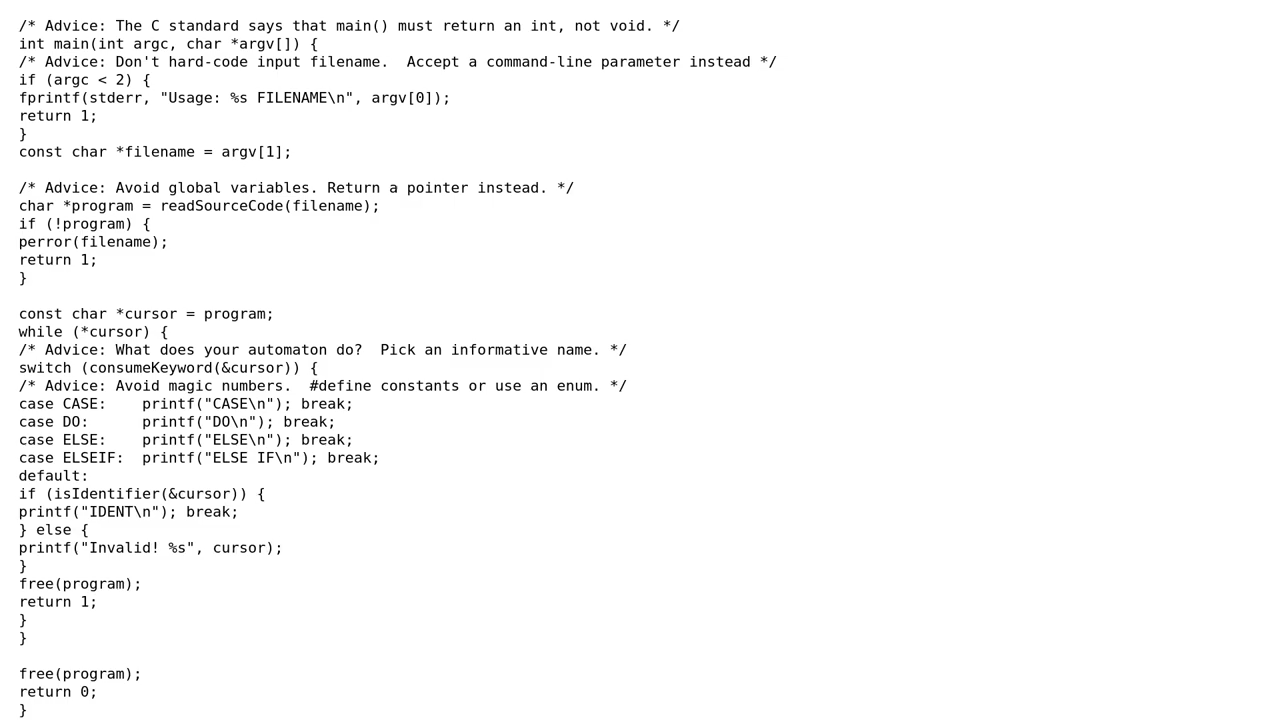 /* Advice: The C standard says that main() must return an int, not void. */
int main(int argc, char *argv[]) {
/* Advice: Don't hard-code input filename.  Accept a command-line parameter instead */
if (argc < 2) {
fprintf(stderr, "Usage: %s FILENAME\n", argv[0]);
return 1;
}
const char *filename = argv[1];

/* Advice: Avoid global variables. Return a pointer instead. */
char *program = readSourceCode(filename);
if (!program) {
perror(filename);
return 1;
}

const char *cursor = program;
while (*cursor) {
/* Advice: What does your automaton do?  Pick an informative name. */
switch (consumeKeyword(&cursor)) {
/* Advice: Avoid magic numbers.  #define constants or use an enum. */
case CASE:    printf("CASE\n"); break;
case DO:      printf("DO\n"); break;
case ELSE:    printf("ELSE\n"); break;
case ELSEIF:  printf("ELSE IF\n"); break;
default:
if (isIdentifier(&cursor)) {
printf("IDENT\n"); break;
} else {
printf("Invalid! %s", cursor);
}
free(program);
return 1;
}
}

free(program);
return 0;
}